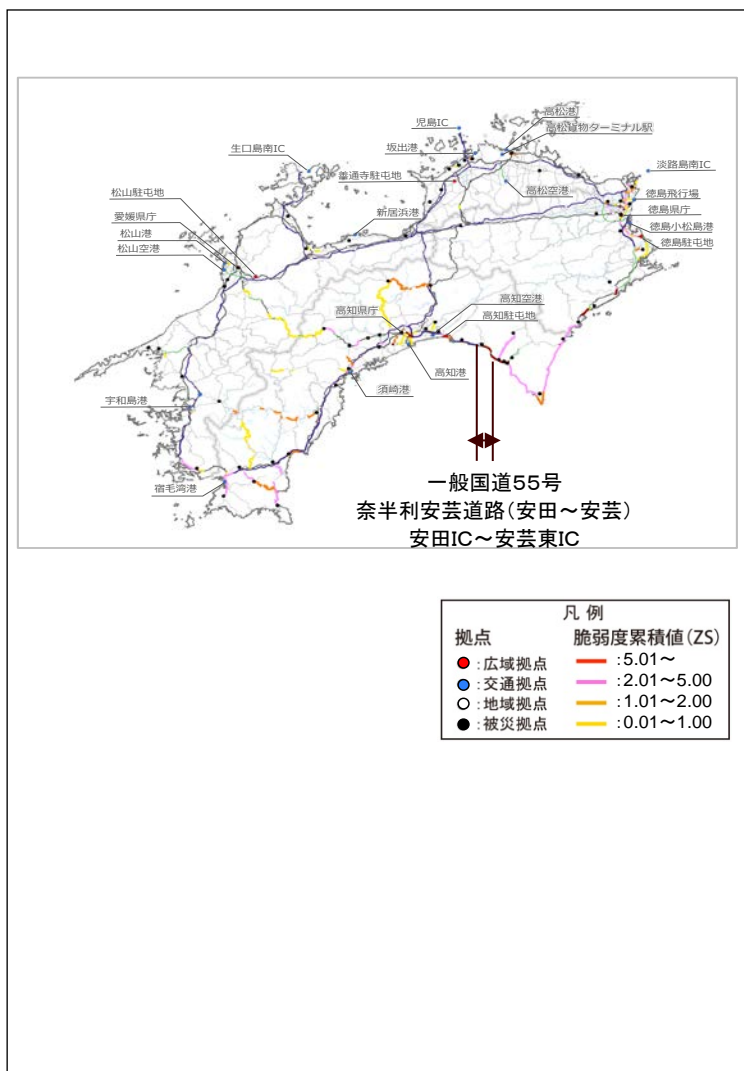 児島IC
高松港
高松貨物ターミナル駅
坂出港
生口島南IC
淡路島南IC
善通寺駐屯地
高松空港
徳島飛行場
松山駐屯地
新居浜港
徳島県庁
愛媛県庁
徳島小松島港
松山港
徳島駐屯地
松山空港
高知空港
高知県庁
高知駐屯地
高知港
須崎港
宇和島港
宿毛湾港
一般国道55号
奈半利安芸道路(安田~安芸)
安田IC~安芸東IC
凡 例
拠点 脆弱度累積値(ZS)
:広域拠点 :5.01~
:交通拠点 :2.01~5.00
:地域拠点 :1.01~2.00
:被災拠点 :0.01~1.00